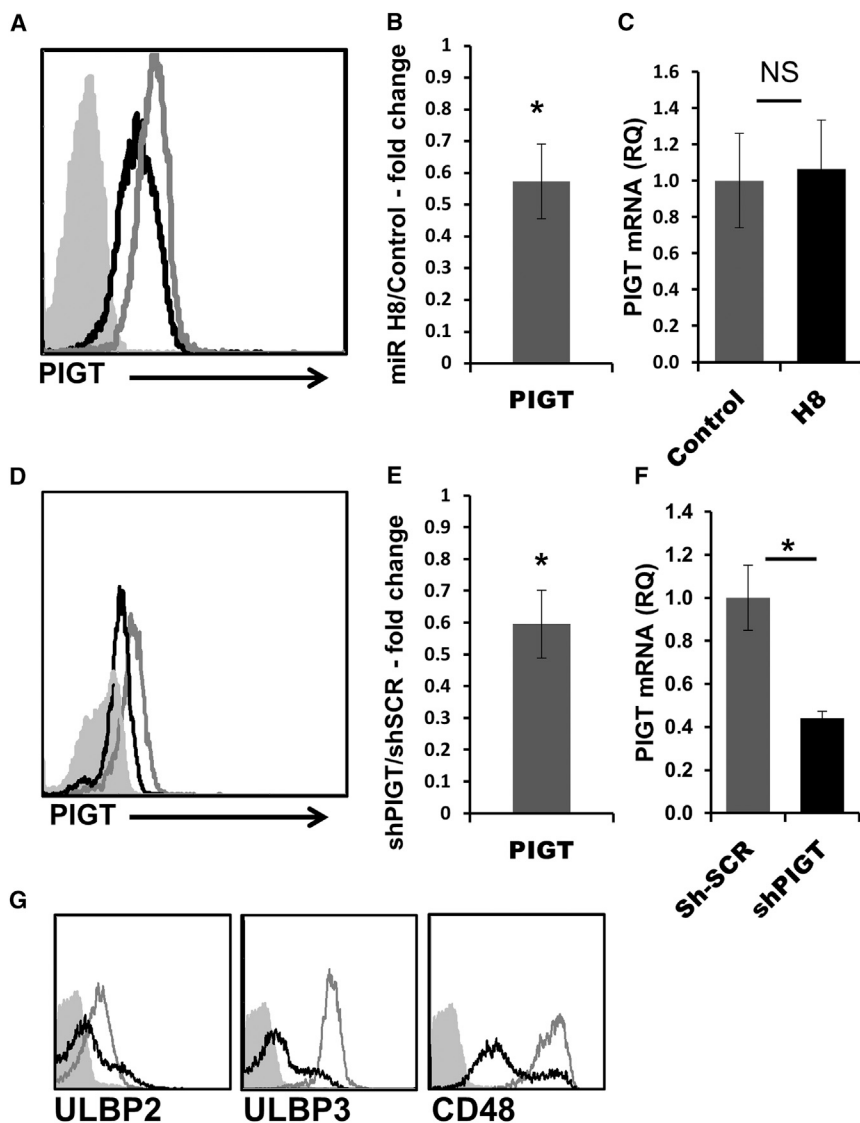 A
PIGT
B
miR H8/Control - fold change
1
0.9
0.8
0.7
0.6
0.5
0.4
0.3
0.2
0.1
0
*
PIGT
C
PIGT mRNA (RQ)
1.6
1.4
1.2
1.0
0.8
0.6
0.4
0.2
0.0
NS
Control
H8
D
PIGT
E
shPIGT/shSCR - fold change
1
0.9
0.8
0.7
0.6
0.5
0.4
0.3
0.2
0.1
0
*
PIGT
F
PIGT mRNA (RQ)
1.4
1.2
1.0
0.8
0.6
0.4
0.2
0.0
*
Sh-SCR
shPIGT
G
ULBP2
ULBP3
CD48